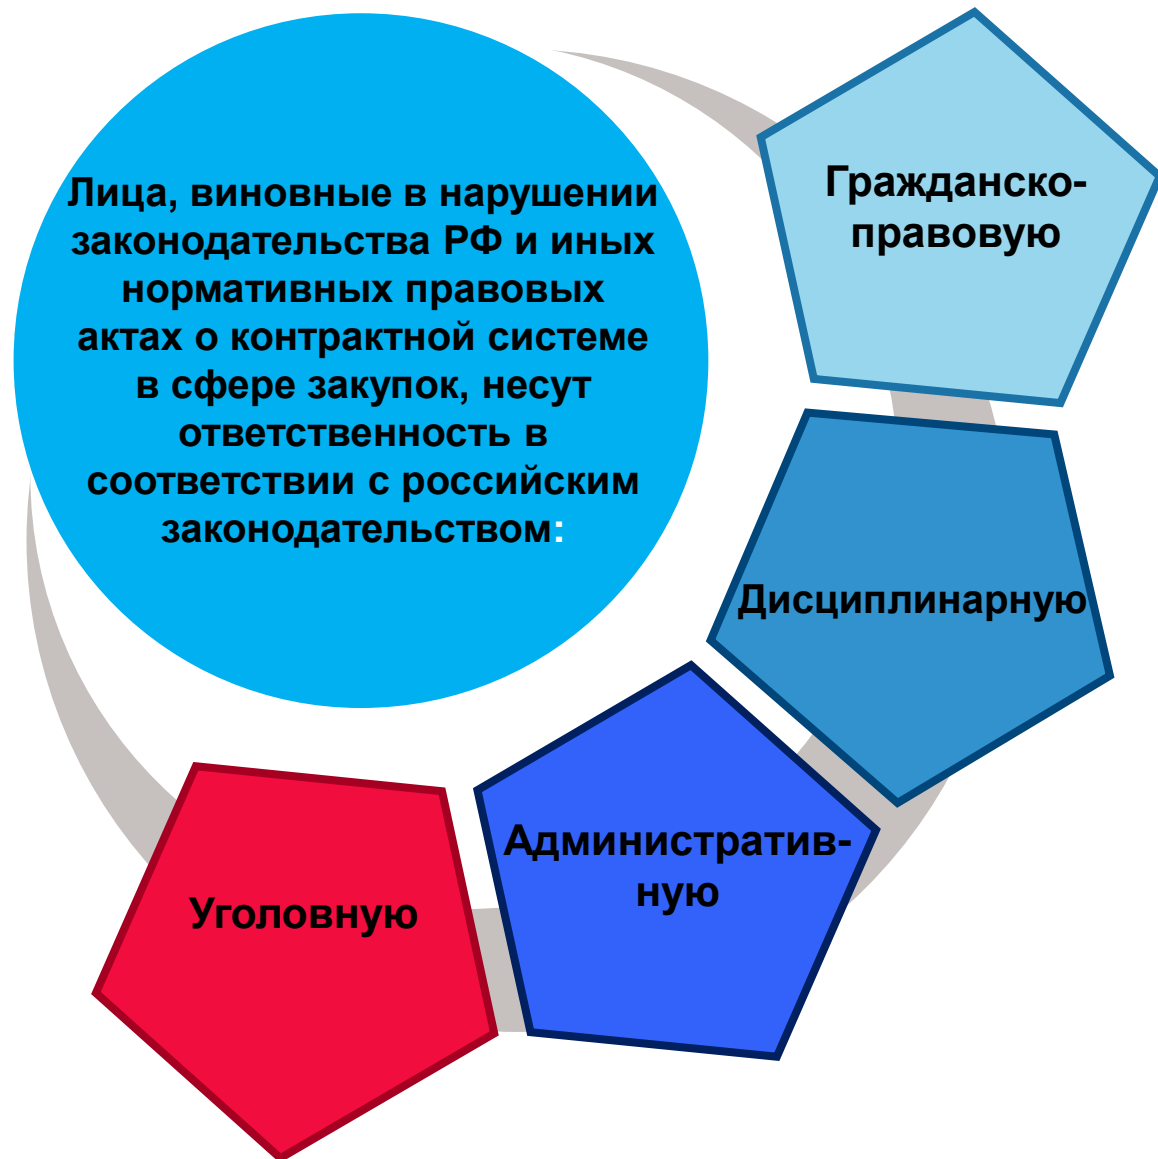 Лица, виновные в нарушении
законодательства РФ и иных
нормативных правовых
актах о контрактной системе
в сфере закупок, несут
ответственность в
соответствии с российским
законодательством:
Гражданско-
правовую
Дисциплинарную
Административ-
ную
Уголовную